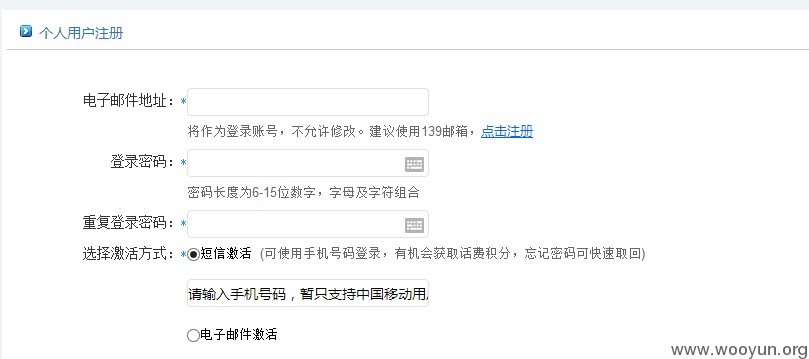 个人用户注册
电子邮件地址：*
将作为登录账号，不允许修改。建议使用139邮箱，点击注册
登录密码：*
密码长度为6-15位数字，字母及字符组合
重复登录密码：*
选择激活方式：*短信激活 (可使用手机号码登录，有机会获取话费积分，忘记密码可快速取回)
请输入手机号码，暂只支持中国移动用
电子邮件激活
www.wooyun.org